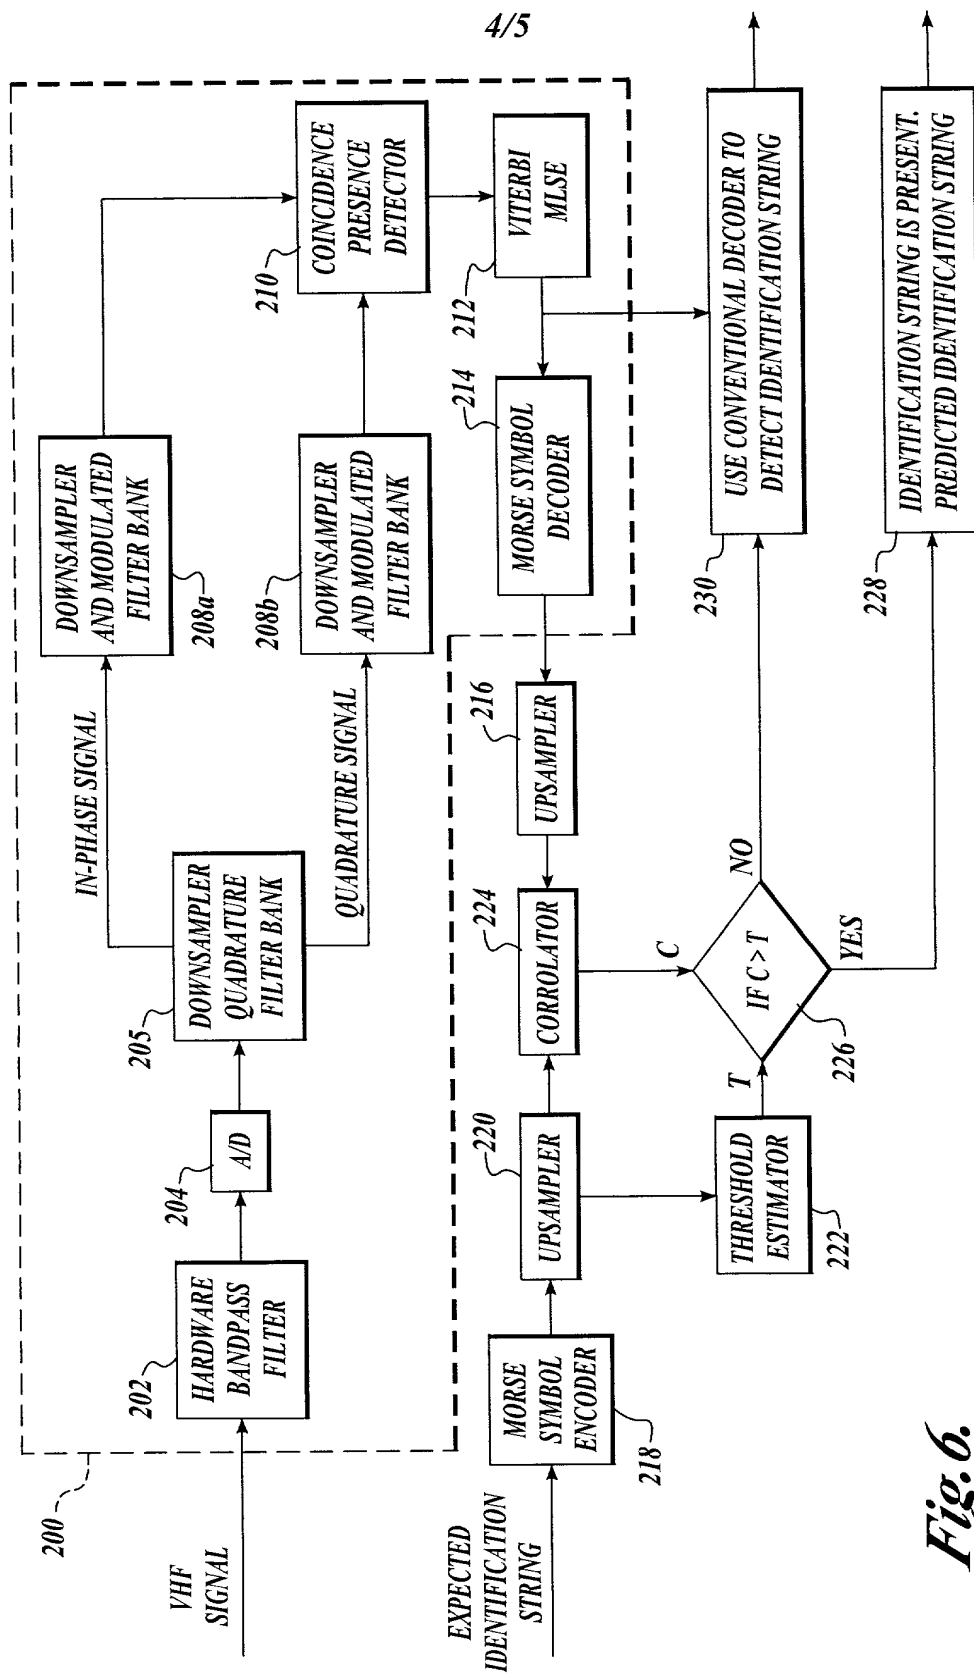 4/5
200
VHF
SIGNAL
202
HARDWARE
BANDPASS
FILTER
204
A/D
205
DOWNSAMPLER
QUADRATURE
FILTER BANK
IN-PHASE SIGNAL
QUADRATURE SIGNAL
DOWNSAMPLER
AND MODULATED
FILTER BANK
208a
DOWNSAMPLER
AND MODULATED
FILTER BANK
208b
210
COINCIDENCE
PRESENCE
DETECTOR
212
VITERBI
MLSE
214
MORSE SYMBOL
DECODER
216
UPSAMPLER
EXPECTED
IDENTIFICATION
STRING
MORSE
SYMBOL
ENCODER
218
220
UPSAMPLER
224
CORROLATOR
THRESHOLD
ESTIMATOR
222
T
C
IF C > T
226
NO
YES
230
USE CONVENTIONAL DECODER TO
DETECT IDENTIFICATION STRING
228
IDENTIFICATION STRING IS PRESENT.
PREDICTED IDENTIFICATION STRING
Fig. 6.